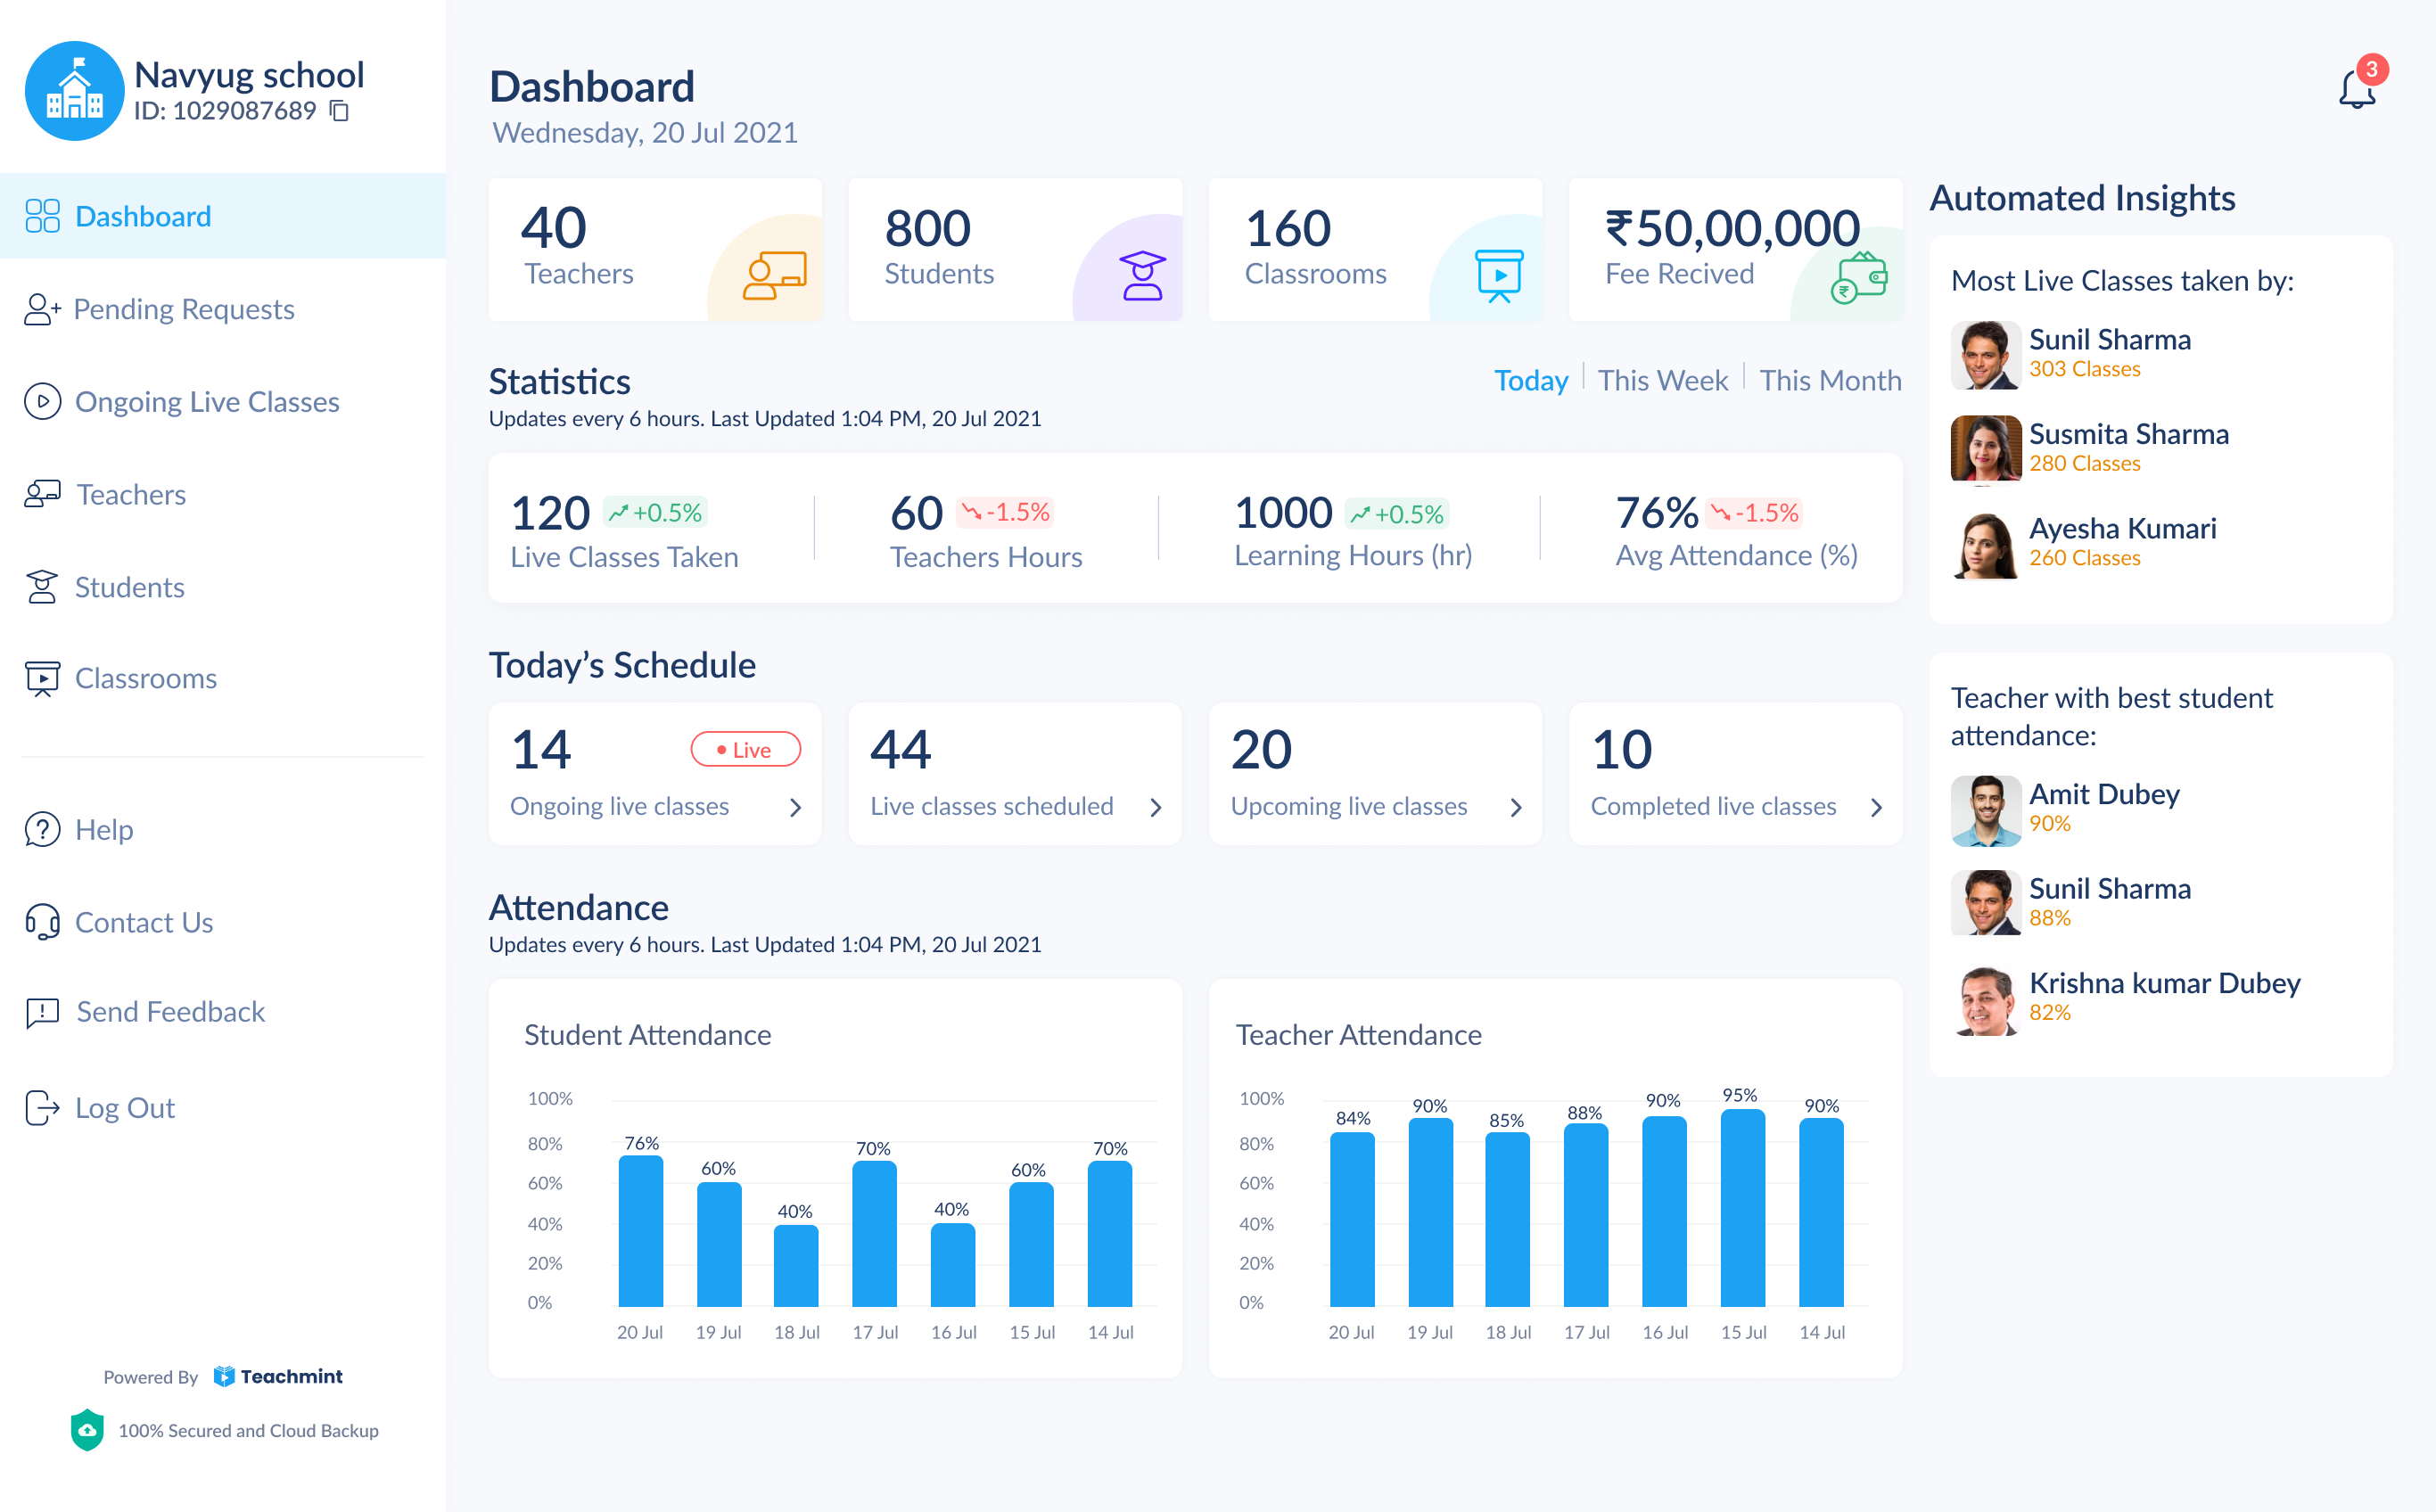 Navyug school
ID: 1029087689
Dashboard
Pending Requests
Ongoing Live Classes
Teachers
Students
Classrooms
Help
Contact Us
Send Feedback
Log Out
Powered By Teachmint
100% Secured and Cloud Backup
Dashboard
Wednesday, 20 Jul 2021
3
40
Teachers
800
Students
160
Classrooms
₹50,00,000
Fee Recived
₹
Statistics
Today This Week This Month
Updates every 6 hours. Last Updated 1:04 PM, 20 Jul 2021
120 +0.5%
Live Classes Taken
60 -1.5%
Teachers Hours
1000 +0.5%
Learning Hours (hr)
76% -1.5%
Avg Attendance (%)
Today’s Schedule
14 Live
Ongoing live classes
44
Live classes scheduled
20
Upcoming live classes
10
Completed live classes
Attendance
Updates every 6 hours. Last Updated 1:04 PM, 20 Jul 2021
Student Attendance
100%
80%
60%
40%
20%
0%
76% 60% 40% 70% 40% 60% 70%
20 Jul 19 Jul 18 Jul 17 Jul 16 Jul 15 Jul 14 Jul
Teacher Attendance
100%
80%
60%
40%
20%
0%
84% 90% 85% 88% 90% 95% 90%
20 Jul 19 Jul 18 Jul 17 Jul 16 Jul 15 Jul 14 Jul
Automated Insights
Most Live Classes taken by:
Sunil Sharma
303 Classes
Susmita Sharma
280 Classes
Ayesha Kumari
260 Classes
Teacher with best student
attendance:
Amit Dubey
90%
Sunil Sharma
88%
Krishna kumar Dubey
82%